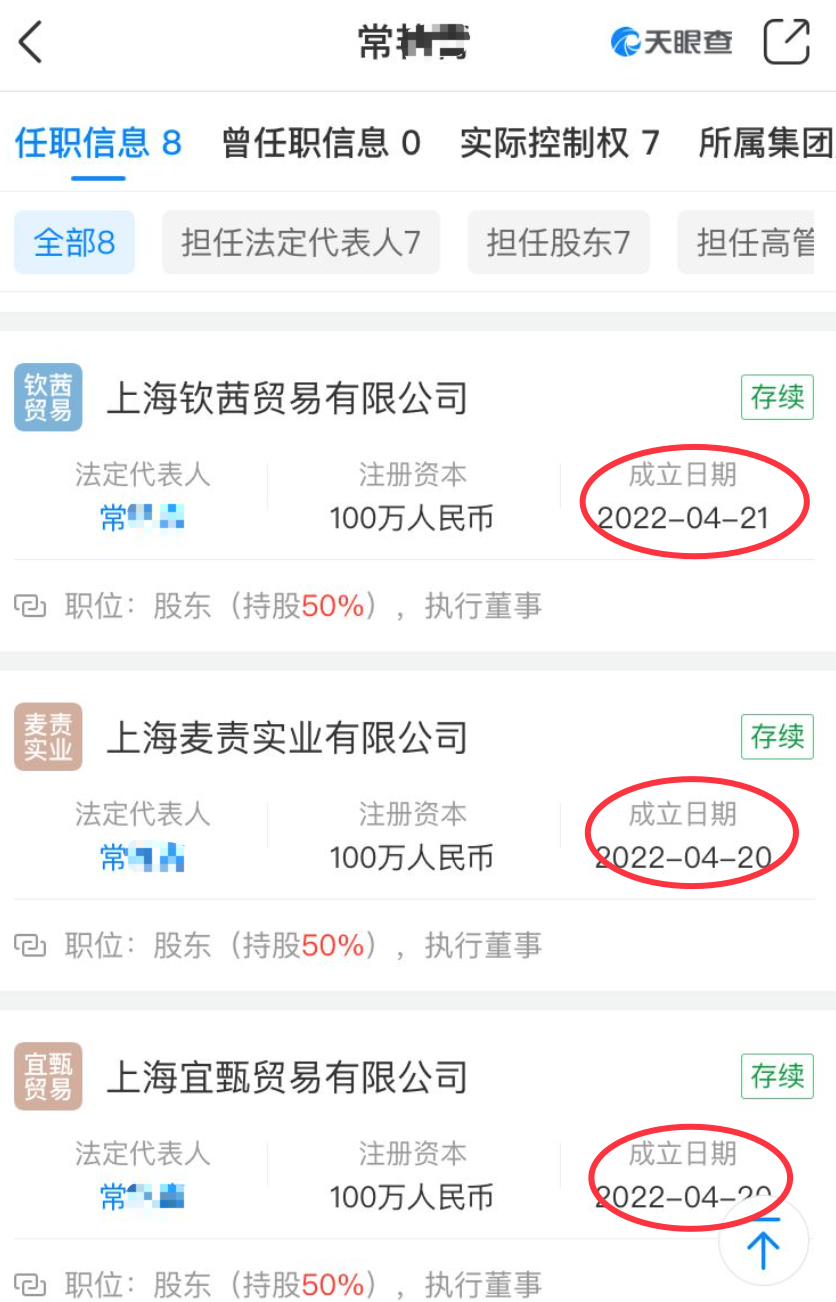 常
天眼查
任职信息 8 曾任职信息 0 实际控制权 7 所属集团
全部8 担任法定代表人7 担任股东7 担任高管
钦茜
贸易
上海钦茜贸易有限公司
存续
法定代表人 注册资本 成立日期
常 100万人民币 2022-04-21
职位：股东（持股50%），执行董事
麦责
实业
上海麦责实业有限公司
存续
法定代表人 注册资本 成立日期
常 100万人民币 2022-04-20
职位：股东（持股50%），执行董事
宜甄
贸易
上海宜甄贸易有限公司
存续
法定代表人 注册资本 成立日期
常 100万人民币 2022-04-20
职位：股东（持股50%），执行董事